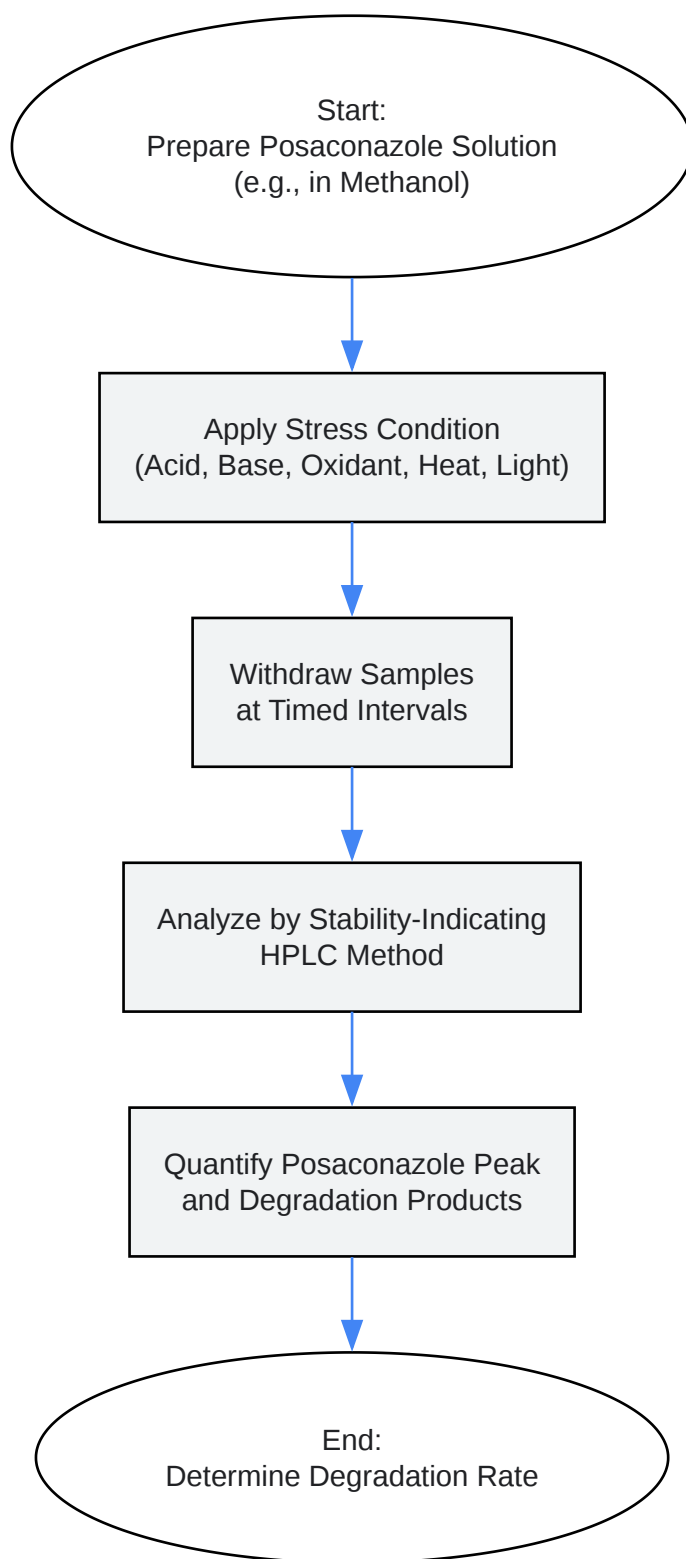 Start:
Prepare Posaconazole Solution
(e.g., in Methanol)
Apply Stress Condition
(Acid, Base, Oxidant, Heat, Light)
Withdraw Samples
at Timed Intervals
Analyze by Stability-Indicating
HPLC Method
Quantify Posaconazole Peak
and Degradation Products
End:
Determine Degradation Rate